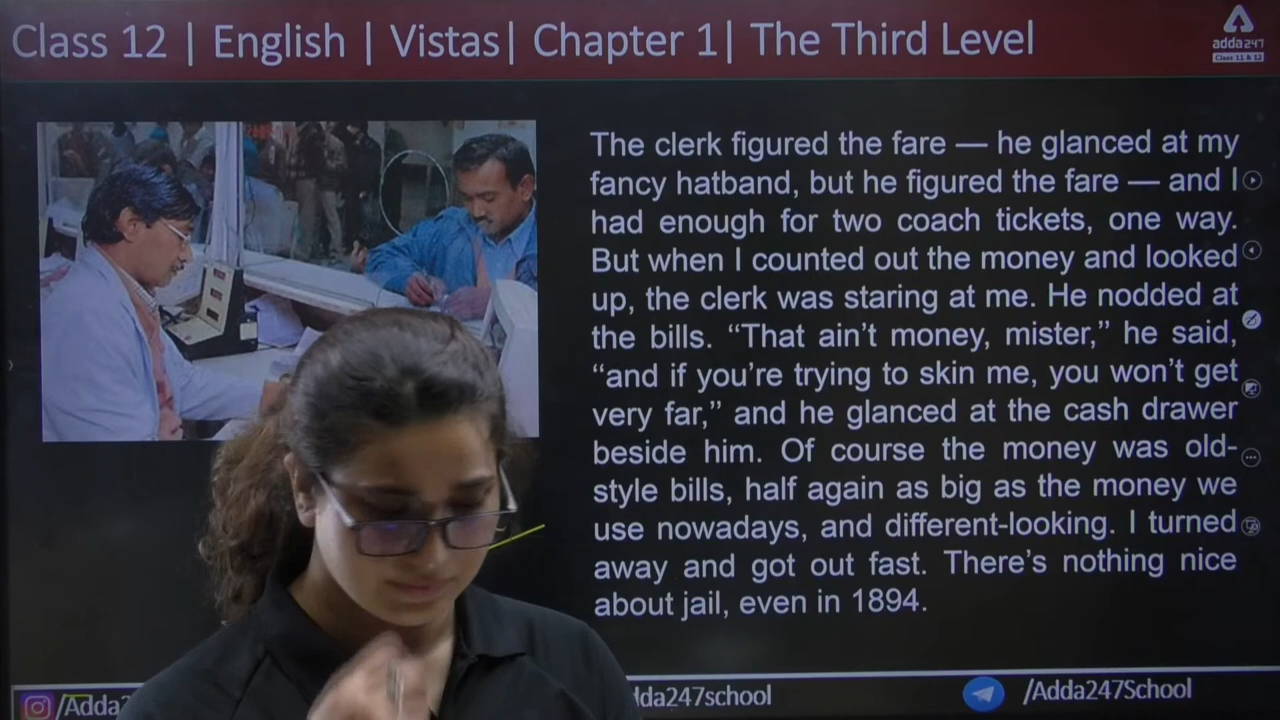 Class 12 | English | Vistas| Chapter 1| The Third Level
adda247
Class 11 & 12
The clerk figured the fare — he glanced at my
fancy hatband, but he figured the fare — and I
had enough for two coach tickets, one way.
But when I counted out the money and looked
up, the clerk was staring at me. He nodded at
the bills. “That ain’t money, mister,” he said,
“and if you’re trying to skin me, you won’t get
very far,” and he glanced at the cash drawer
beside him. Of course the money was old-
style bills, half again as big as the money we
use nowadays, and different-looking. I turned
away and got out fast. There’s nothing nice
about jail, even in 1894.
/Adda2
dda247school
/Adda247School